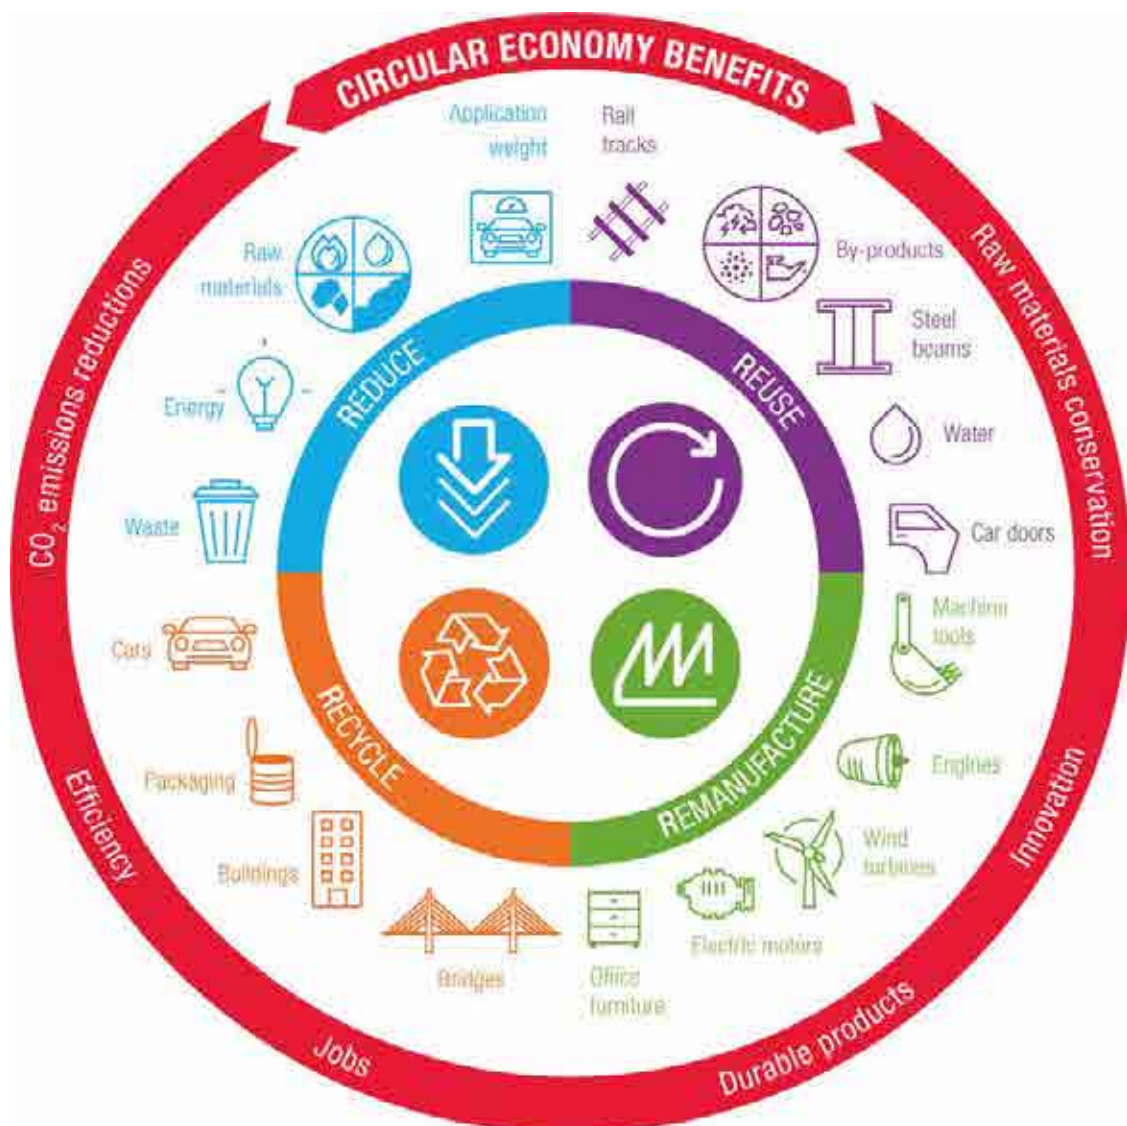 CIRCULAR ECONOMY BENEFITS
Application
weight
Rail
tracks
Raw
materials
By-products
Steel
beams
Energy
Water
Waste
Car doors
Cars
Machine
tools
Packaging
Engines
Buildings
Wind
turbines
Bridges
Electric motors
Office
furniture
REDUCE
REUSE
RECYCLE
REMANUFACTURE
CO₂ emissions reductions
Raw materials conservation
Efficiency
Innovation
Jobs
Durable products